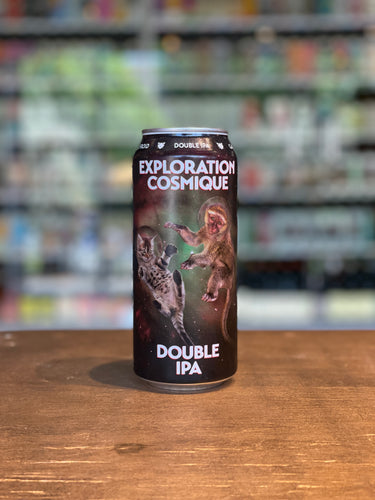 DOUBLE IPA
EXPLORATION
COSMIQUE
DOUBLE
IPA